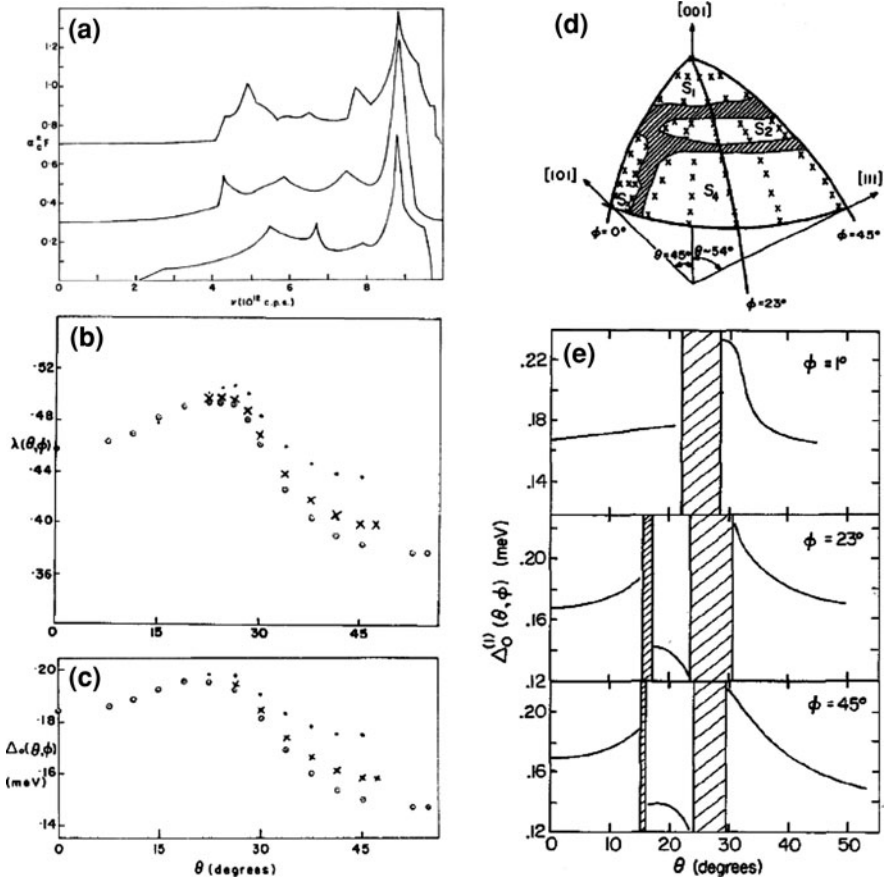 (a)
1·2
1·0
0·8
α²F
0·6
0·4
0·2
0 2 4 6 8
ν(10¹² c.p.s.)
(b)
·52
·48
λ(θ,φ)
·44
·40
·36
0 15 30 45
(c)
·20
·18
Δ₀(θ,φ)
·16
(meV)
·14
0 15 30 45
θ (degrees)
(d)
[001]
S₁
S₂
[101]
[111]
S₄
φ=0°
θ=45°
θ~54°
φ=45°
φ=23°
(e)
.22
φ=1°
.18
.14
φ=23°
.20
.16
.12
Δ₀⁽¹⁾(θ,φ) (meV)
φ=45°
.20
.16
.12
0 10 20 30 40 50
θ (degrees)